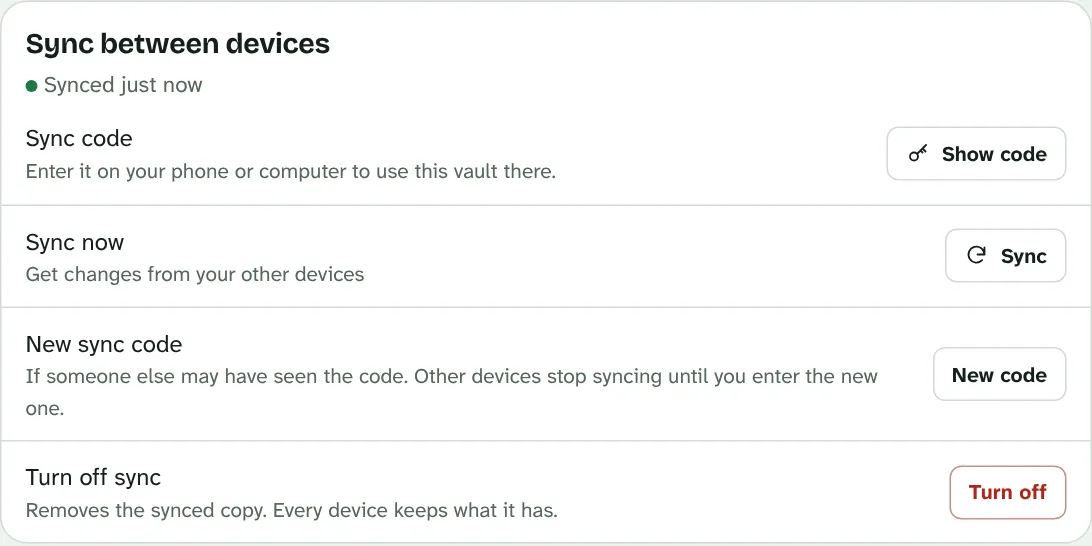 Sync between devices
Synced just now
Sync code
Enter it on your phone or computer to use this vault there.
Show code
Sync now
Get changes from your other devices
Sync
New sync code
If someone else may have seen the code. Other devices stop syncing until you enter the new
one.
New code
Turn off sync
Removes the synced copy. Every device keeps what it has.
Turn off